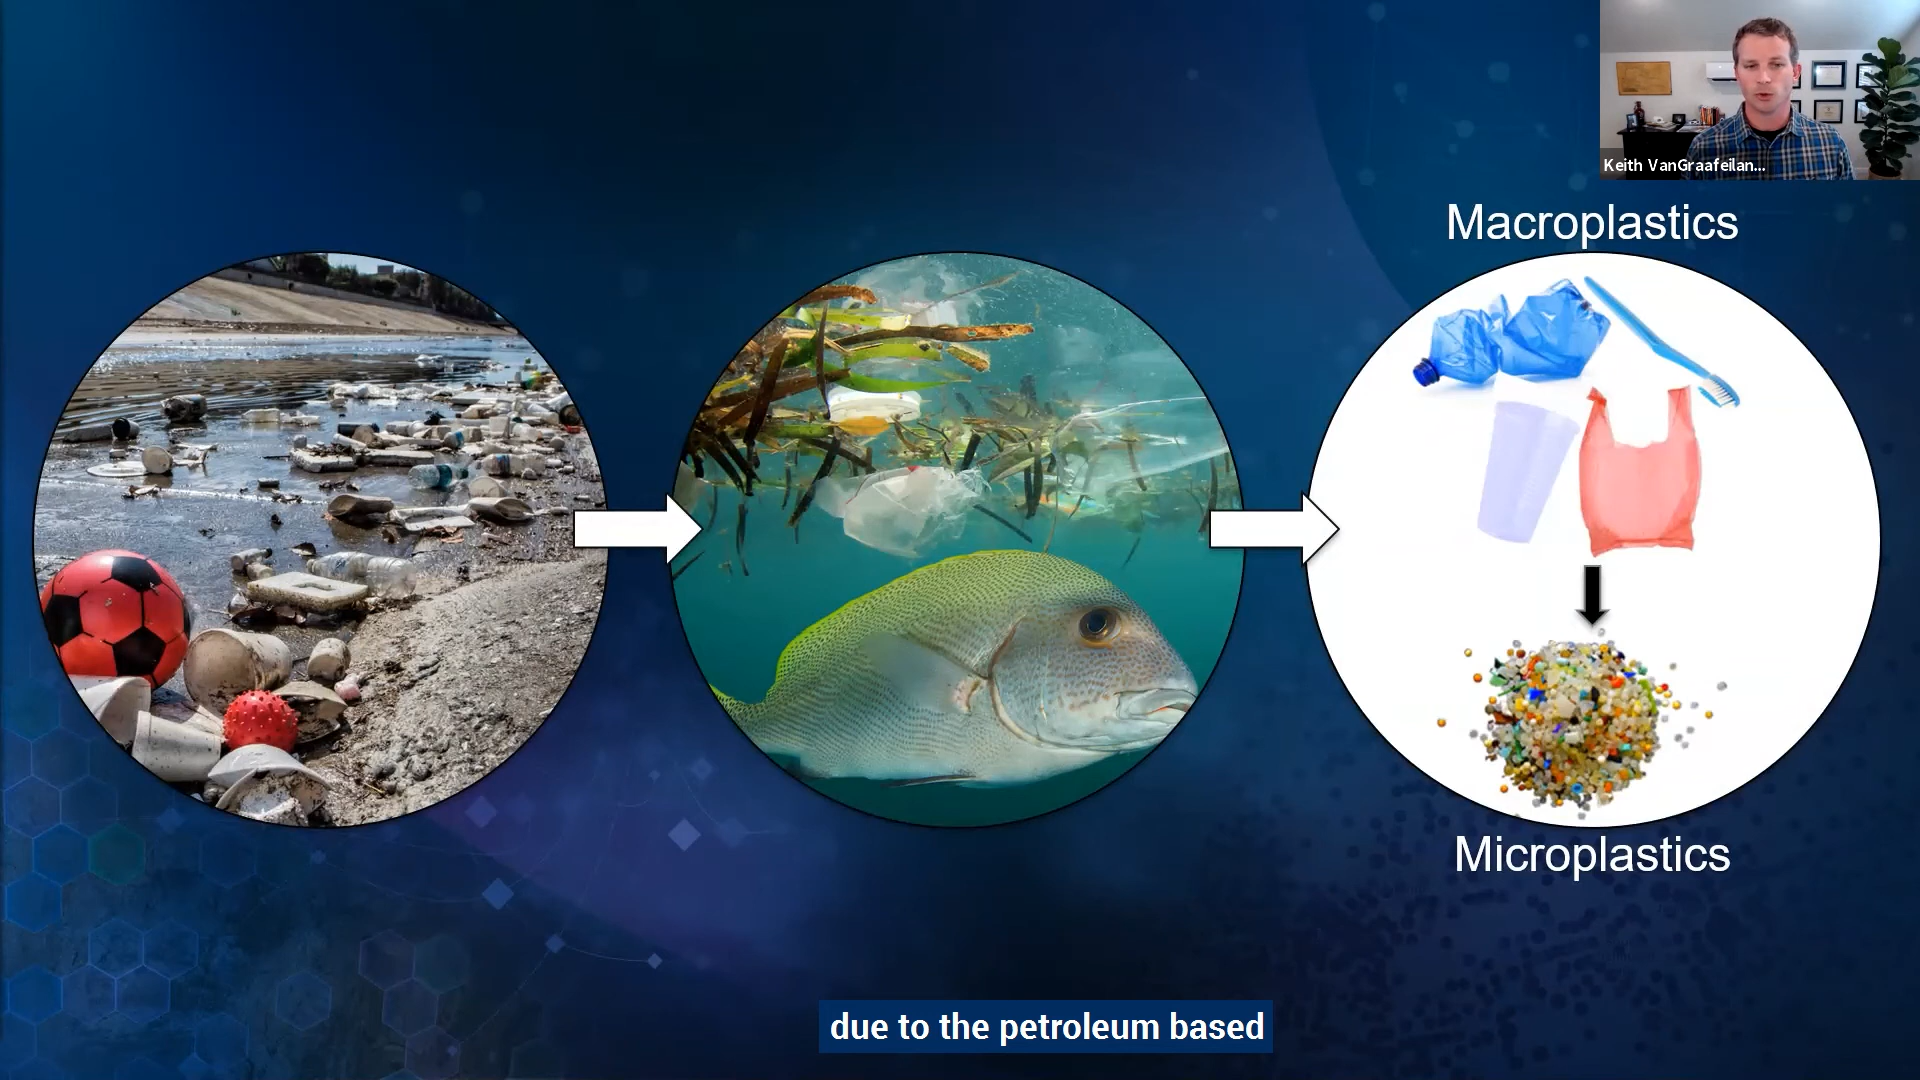 Keith VanGraafeilan...
Macroplastics
Microplastics
due to the petroleum based